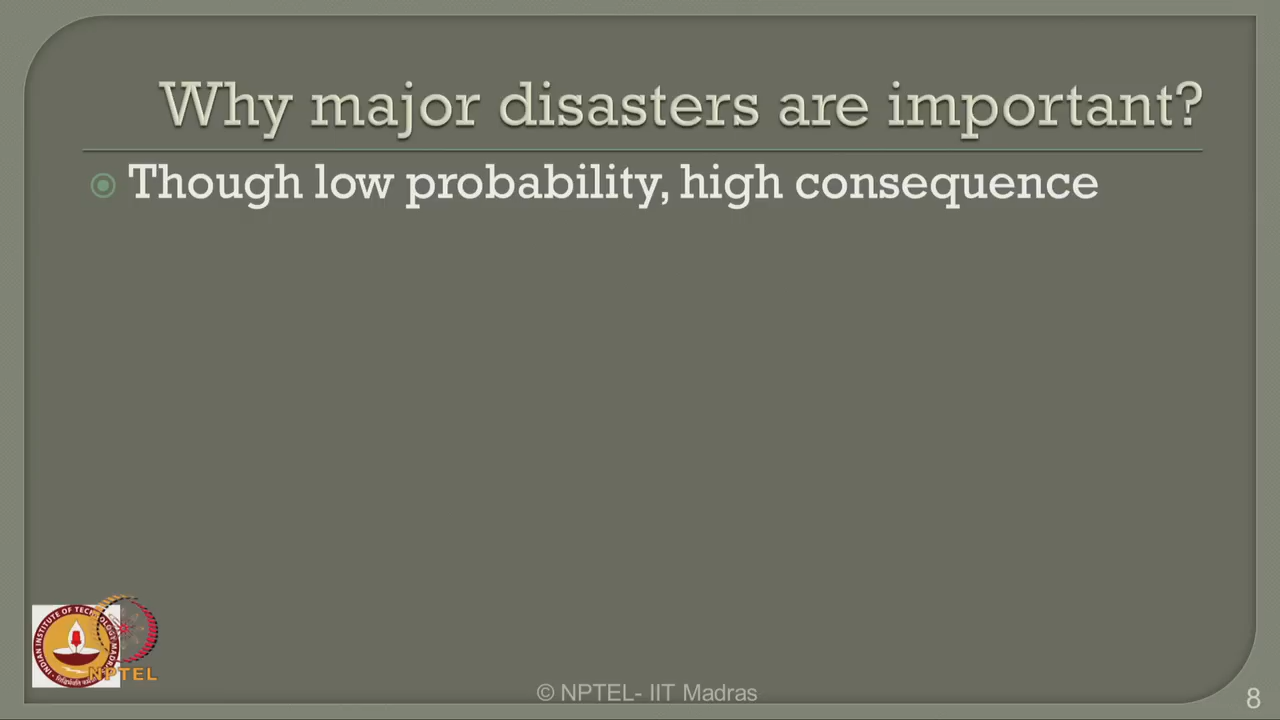 Why major disasters are important?
Though low probability, high consequence
NPTEL
© NPTEL- IIT Madras
8